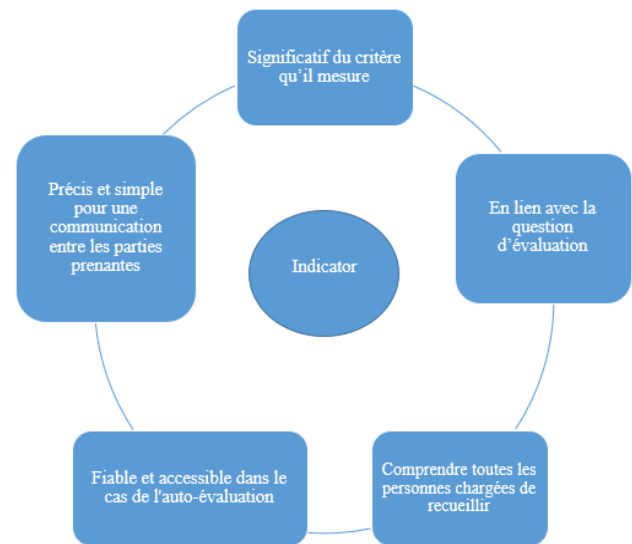 Significatif du critère
qu'il mesure
En lien avec la
question
d'évaluation
Comprendre toutes les
personnes chargées de
recueillir
Fiable et accessible dans le
cas de l'auto-évaluation
Précis et simple
pour une
communication
entre les parties
prenantes
Indicator